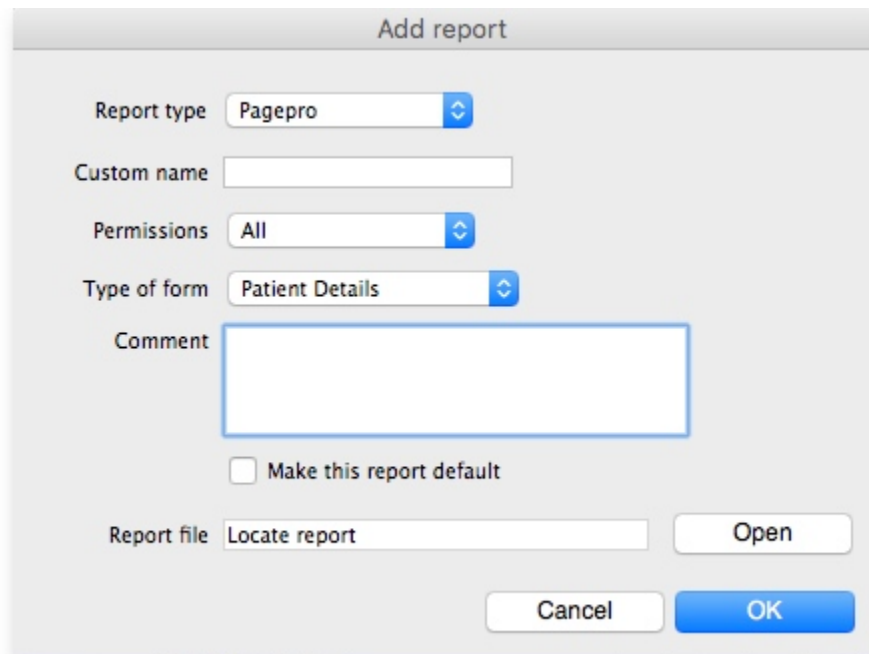 Add report
Report type Pagepro
Custom name
Permissions All
Type of form Patient Details
Comment
Make this report default
Report file Locate report Open
Cancel OK